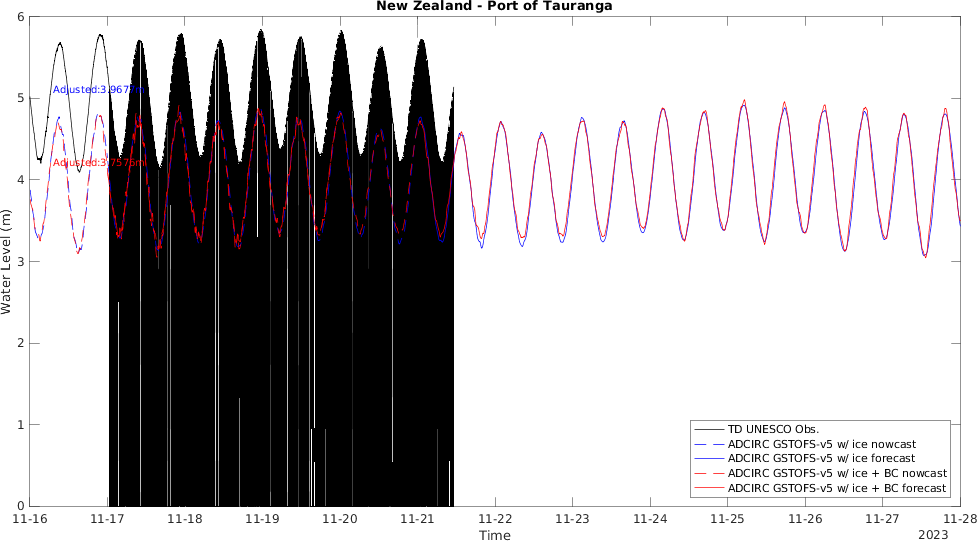 New Zealand - Port of Tauranga
6
5
4
3
2
1
0
Water Level (m)
Adjusted:3.967
Adjusted:3.7575m
TD UNESCO Obs.
ADCIRC GSTOFS-v5 w/ ice nowcast
ADCIRC GSTOFS-v5 w/ ice forecast
ADCIRC GSTOFS-v5 w/ ice + BC nowcast
ADCIRC GSTOFS-v5 w/ ice + BC forecast
11-16 11-17 11-18 11-19 11-20 11-21 11-22 11-23 11-24 11-25 11-26 11-27 11-28
Time
2023